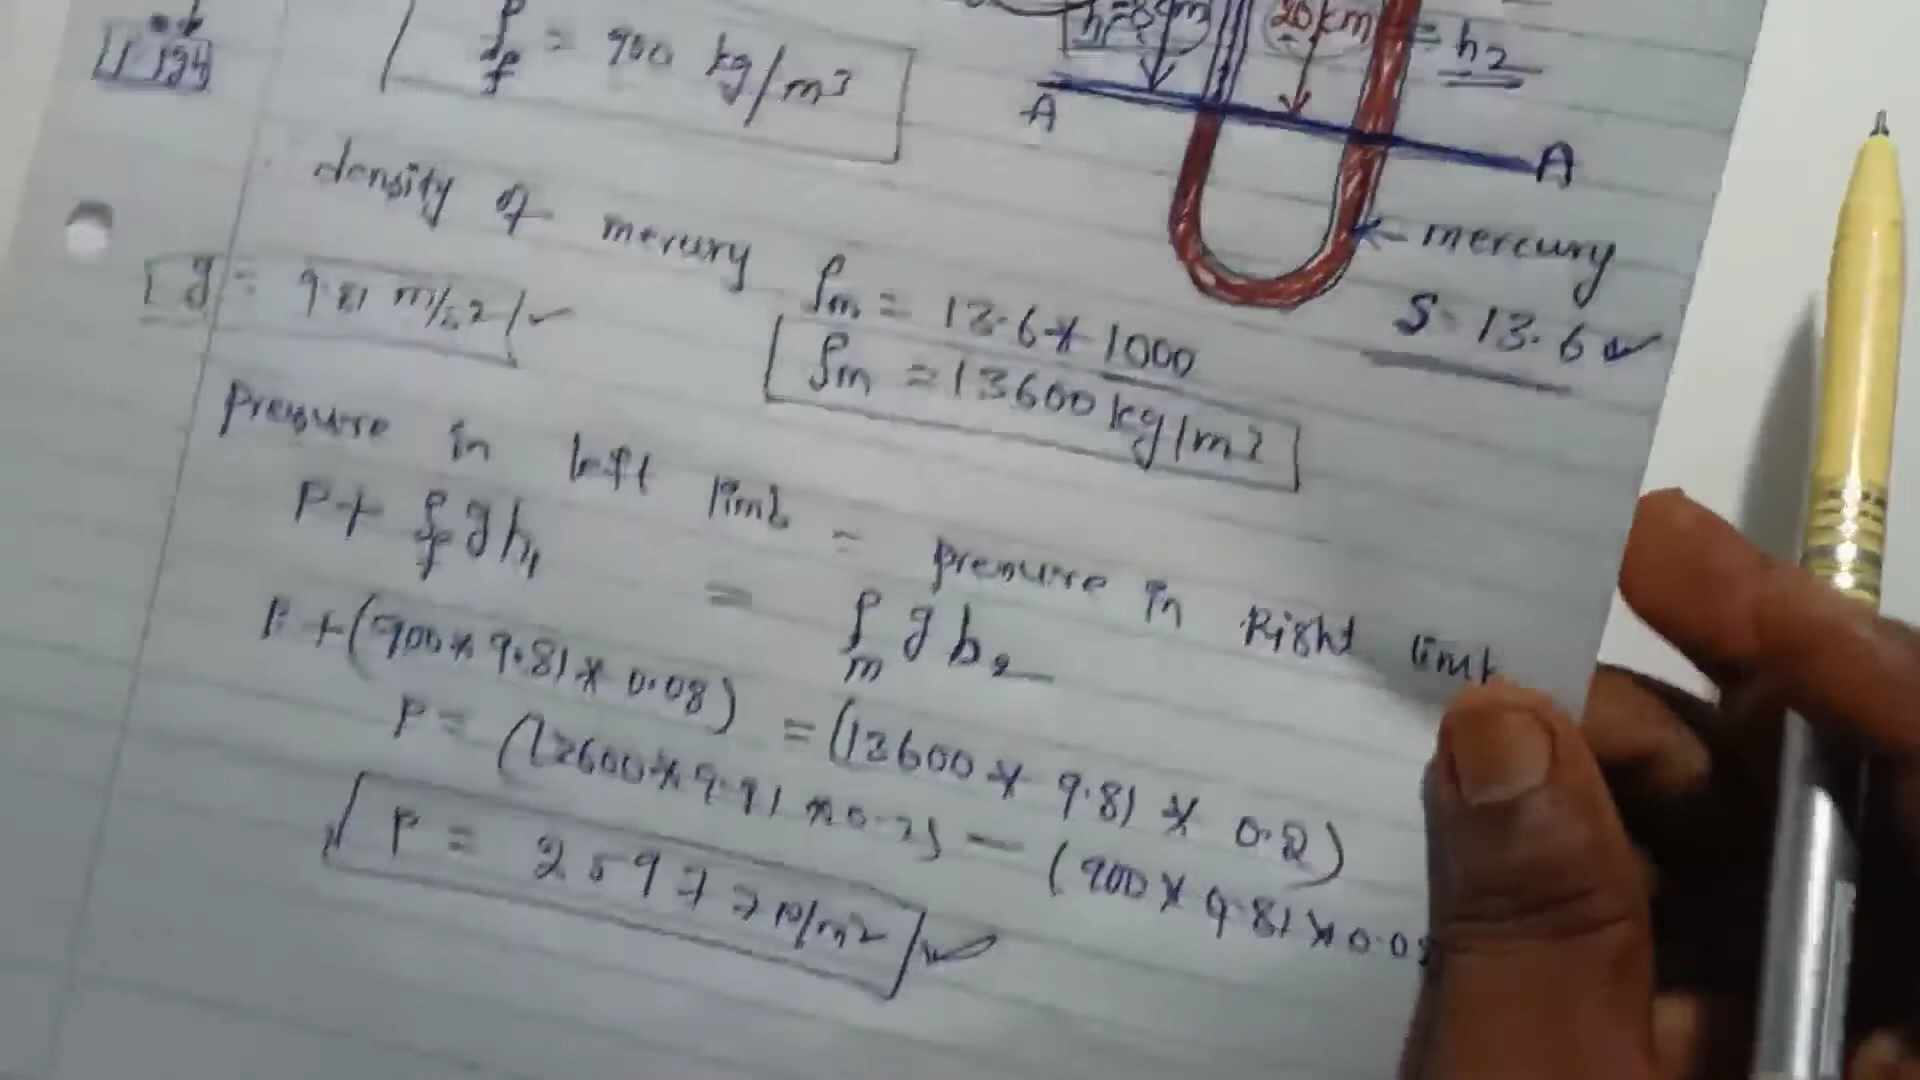 ρf = 900 kg/m3
20 cm = h2
A A
density of mercury
ρm = 13.6 * 1000
ρm = 13600 kg/m3
mercury
S = 13.6
g = 9.81 m/s2
pressure in left limb = pressure in Right limb
P + ρf g h1 = ρm g h2
P + (900 * 9.81 * 0.08) = (13600 * 9.81 * 0.2)
P = (13600 * 9.81 * 0.2) - (900 * 9.81 * 0.08
P = 25977 N/m2